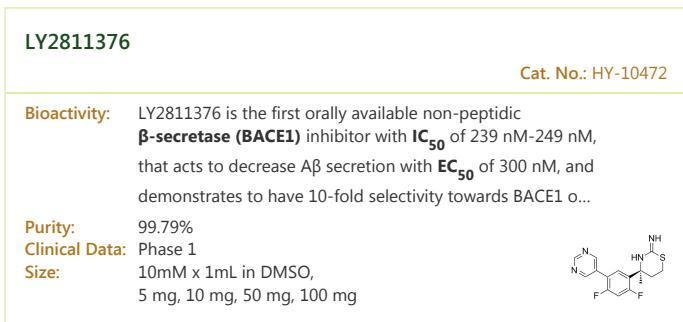 LY2811376
Cat. No.: HY-10472
Bioactivity: LY2811376 is the first orally available non-peptidic
β-secretase (BACE1) inhibitor with IC50 of 239 nM-249 nM,
that acts to decrease Aβ secretion with EC50 of 300 nM, and
demonstrates to have 10-fold selectivity towards BACE1 o...
Purity: 99.79%
Clinical Data: Phase 1
Size: 10mM x 1mL in DMSO,
5 mg, 10 mg, 50 mg, 100 mg
NH
HN S
N
N
F F